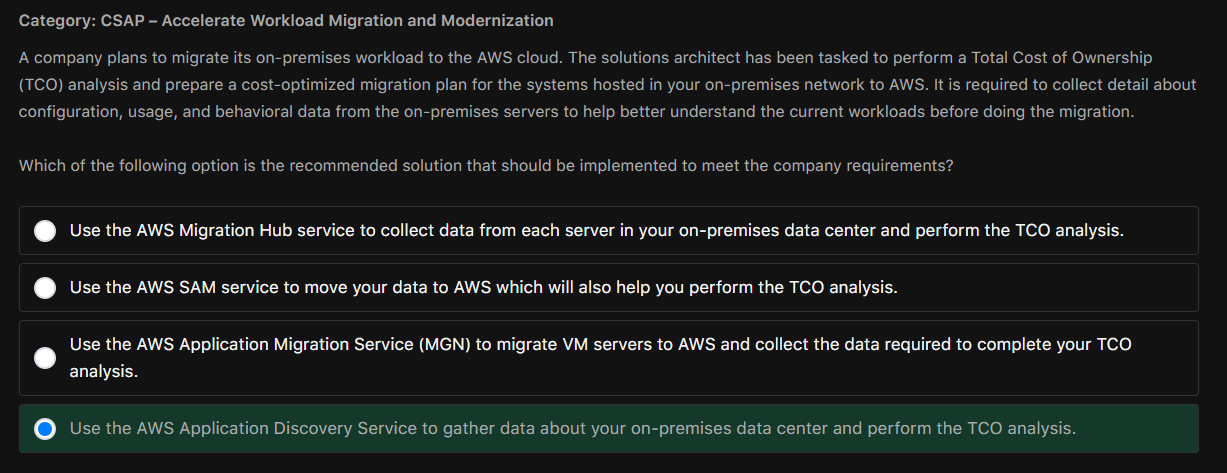 Category: CSAP – Accelerate Workload Migration and Modernization
A company plans to migrate its on-premises workload to the AWS cloud. The solutions architect has been tasked to perform a Total Cost of Ownership
(TCO) analysis and prepare a cost-optimized migration plan for the systems hosted in your on-premises network to AWS. It is required to collect detail about
configuration, usage, and behavioral data from the on-premises servers to help better understand the current workloads before doing the migration.
Which of the following option is the recommended solution that should be implemented to meet the company requirements?
Use the AWS Migration Hub service to collect data from each server in your on-premises data center and perform the TCO analysis.
Use the AWS SAM service to move your data to AWS which will also help you perform the TCO analysis.
Use the AWS Application Migration Service (MGN) to migrate VM servers to AWS and collect the data required to complete your TCO
analysis.
Use the AWS Application Discovery Service to gather data about your on-premises data center and perform the TCO analysis.